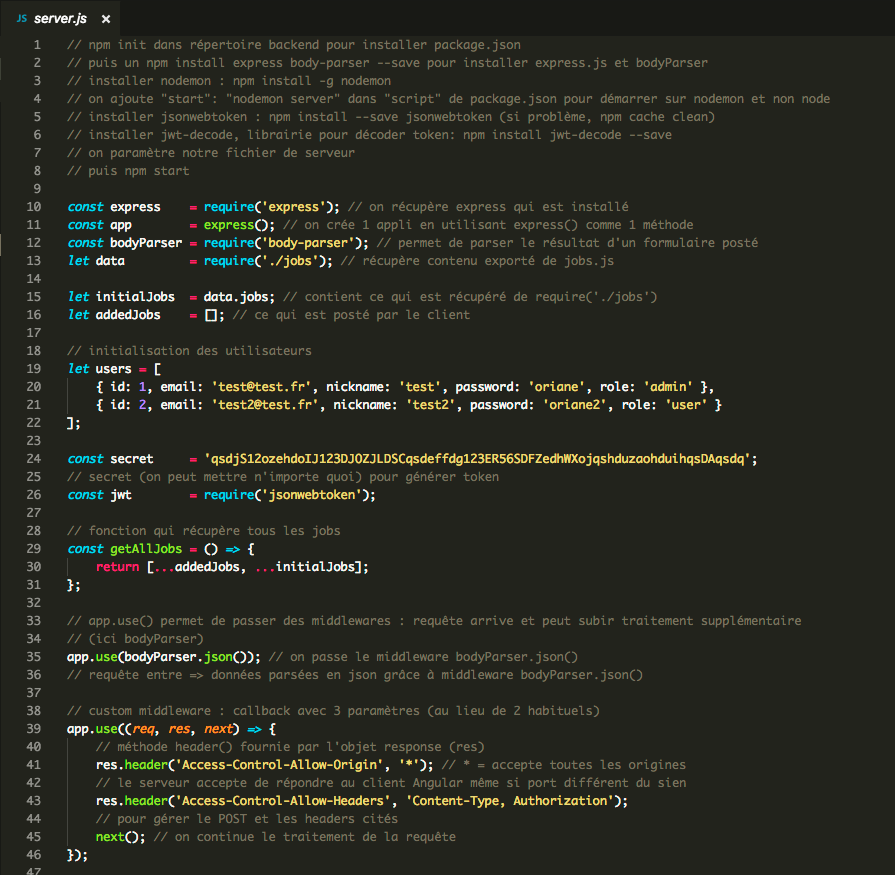 JS server.js ×
1 // npm init dans répertoire backend pour installer package.json
2 // puis un npm install express body-parser --save pour installer express.js et bodyParser
3 // installer nodemon : npm install -g nodemon
4 // on ajoute "start": "nodemon server" dans "script" de package.json pour démarrer sur nodemon et non node
5 // installer jsonwebtoken : npm install --save jsonwebtoken (si problème, npm cache clean)
6 // installer jwt-decode, librairie pour décoder token: npm install jwt-decode --save
7 // on paramètre notre fichier de serveur
8 // puis npm start
9
10 const express = require('express'); // on récupère express qui est installé
11 const app = express(); // on crée 1 appli en utilisant express() comme 1 méthode
12 const bodyParser = require('body-parser'); // permet de parser le résultat d'un formulaire posté
13 let data = require('./jobs'); // récupère contenu exporté de jobs.js
14
15 let initialJobs = data.jobs; // contient ce qui est récupéré de require('./jobs')
16 let addedJobs = []; // ce qui est posté par le client
17
18 // initialisation des utilisateurs
19 let users = [
20 { id: 1, email: 'test@test.fr', nickname: 'test', password: 'oriane', role: 'admin' },
21 { id: 2, email: 'test2@test.fr', nickname: 'test2', password: 'oriane2', role: 'user' }
22 ];
23
24 const secret = 'qsdjS12ozehdoIJ123DJOZJLDSCqsdeffdg123ER56SDFZedhWXojqshduzaohduihqsDAqsdq';
25 // secret (on peut mettre n'importe quoi) pour générer token
26 const jwt = require('jsonwebtoken');
27
28 // fonction qui récupère tous les jobs
29 const getAllJobs = () => {
30 return [...addedJobs, ...initialJobs];
31 };
32
33 // app.use() permet de passer des middlewares : requête arrive et peut subir traitement supplémentaire
34 // (ici bodyParser)
35 app.use(bodyParser.json()); // on passe le middleware bodyParser.json()
36 // requête entre => données parsées en json grâce à middleware bodyParser.json()
37
38 // custom middleware : callback avec 3 paramètres (au lieu de 2 habituels)
39 app.use((req, res, next) => {
40 // méthode header() fournie par l'objet response (res)
41 res.header('Access-Control-Allow-Origin', '*'); // * = accepte toutes les origines
42 // le serveur accepte de répondre au client Angular même si port différent du sien
43 res.header('Access-Control-Allow-Headers', 'Content-Type, Authorization');
44 // pour gérer le POST et les headers cités
45 next(); // on continue le traitement de la requête
46 });
47